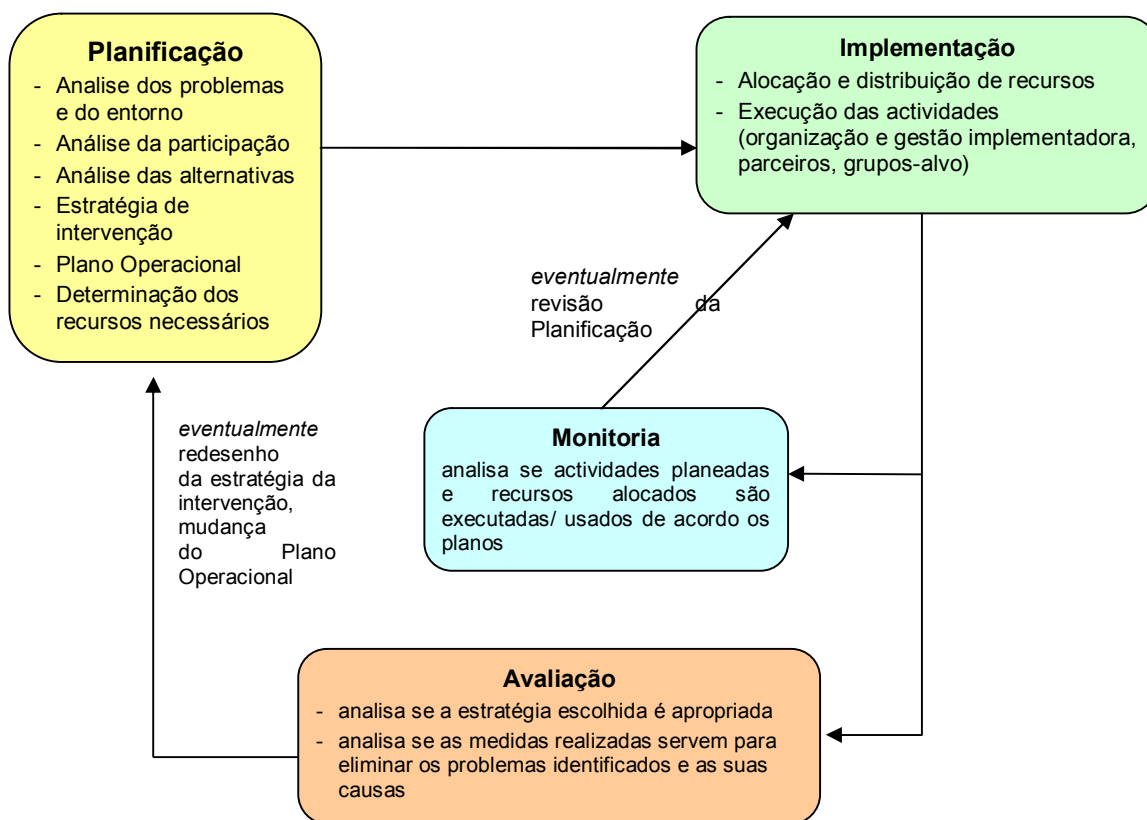 Planificação
- Analise dos problemas
e do entorno
- Análise da participação
- Análise das alternativas
- Estratégia de
intervenção
- Plano Operacional
- Determinação dos
recursos necessários
Implementação
- Alocação e distribuição de recursos
- Execução das actividades
(organização e gestão implementadora,
parceiros, grupos-alvo)
eventualmente
revisão da
Planificação
Monitoria
analisa se actividades planeadas
e recursos alocados são
executadas/ usados de acordo os
planos
eventualmente
redesenho
da estratégia da
intervenção,
mudança
do Plano
Operacional
Avaliação
- analisa se a estratégia escolhida é apropriada
- analisa se as medidas realizadas servem para
eliminar os problemas identificados e as suas
causas